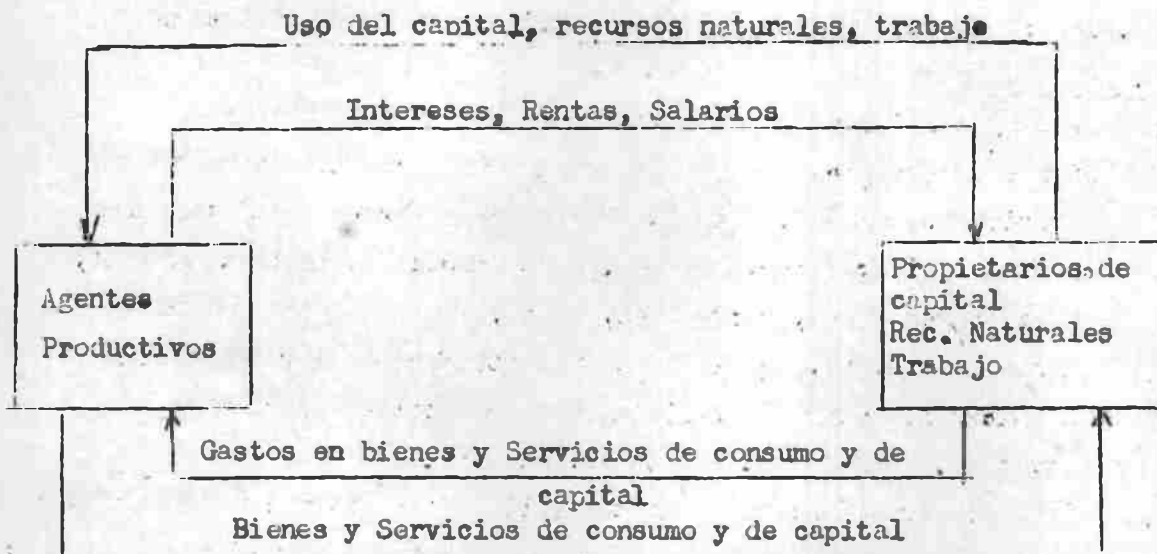 Uso del capital, recursos naturales, trabajo
Intereses, Rentas, Salarios
Agentes
Productivos
Propietarios de
capital
Rec. Naturales
Trabajo
Gastos en bienes y Servicios de consumo y de
capital
Bienes y Servicios de consumo y de capital